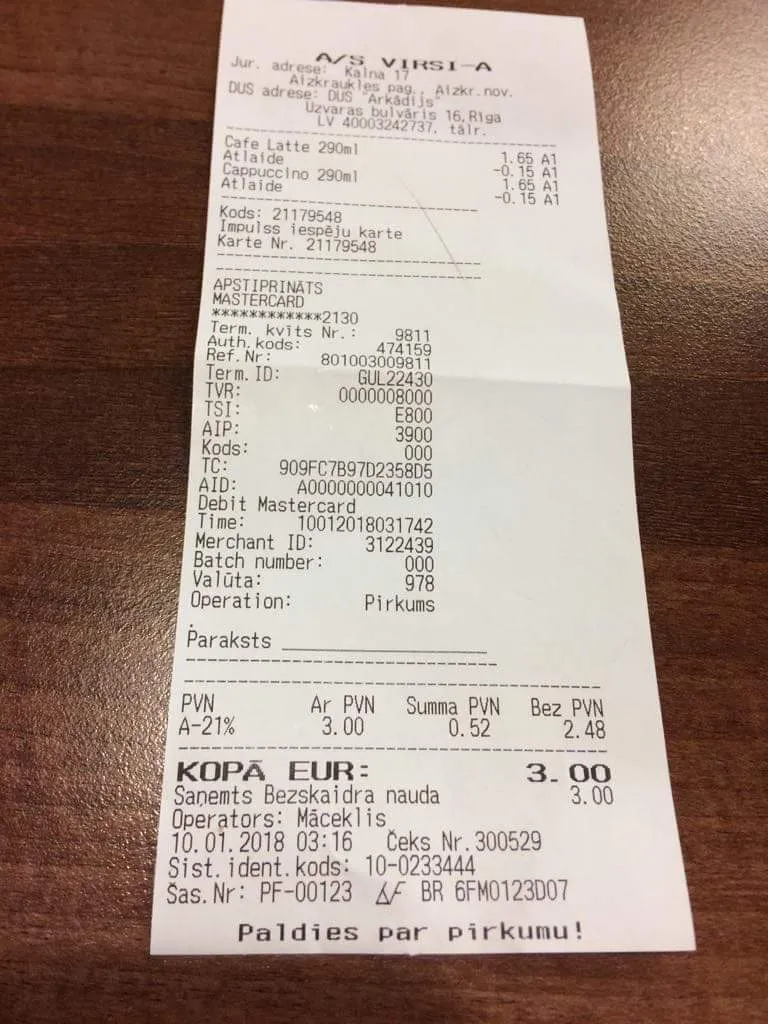 A/S VIRSI-A
Jur. adrese: Kalna 17
Aizkraukles pag., Aizkr.nov.
DUS adrese: DUS "Arkādijs"
Uzvaras bulvāris 16,Rīga
LV 40003242737, tālr.
Cafe Latte 290ml 1.65 A1
Atlaide -0.15 A1
Cappuccino 290ml 1.65 A1
Atlaide -0.15 A1
Kods: 21179548
Impulss iespēju karte
Karte Nr. 21179548
APSTIPRINĀTS
MASTERCARD
************2130
Term. kvīts Nr.: 9811
Auth.kods: 474159
Ref.Nr: 801003009811
Term.ID: GUL22430
TVR: 0000008000
TSI: E800
AIP: 3900
Kods: 000
TC: 909FC7B97D2358D5
AID: A0000000041010
Debit Mastercard
Time: 10012018031742
Merchant ID: 3122439
Batch number: 000
Valūta: 978
Operation: Pirkums
Paraksts
PVN Ar PVN Summa PVN Bez PVN
A-21% 3.00 0.52 2.48
KOPĀ EUR: 3.00
Saņemts Bezskaidra nauda 3.00
Operators: Māceklis
10.01.2018 03:16 Čeks Nr.300529
Sist.ident.kods: 10-0233444
Šas.Nr: PF-00123 BR 6FM0123D07
Paldies par pirkumu!